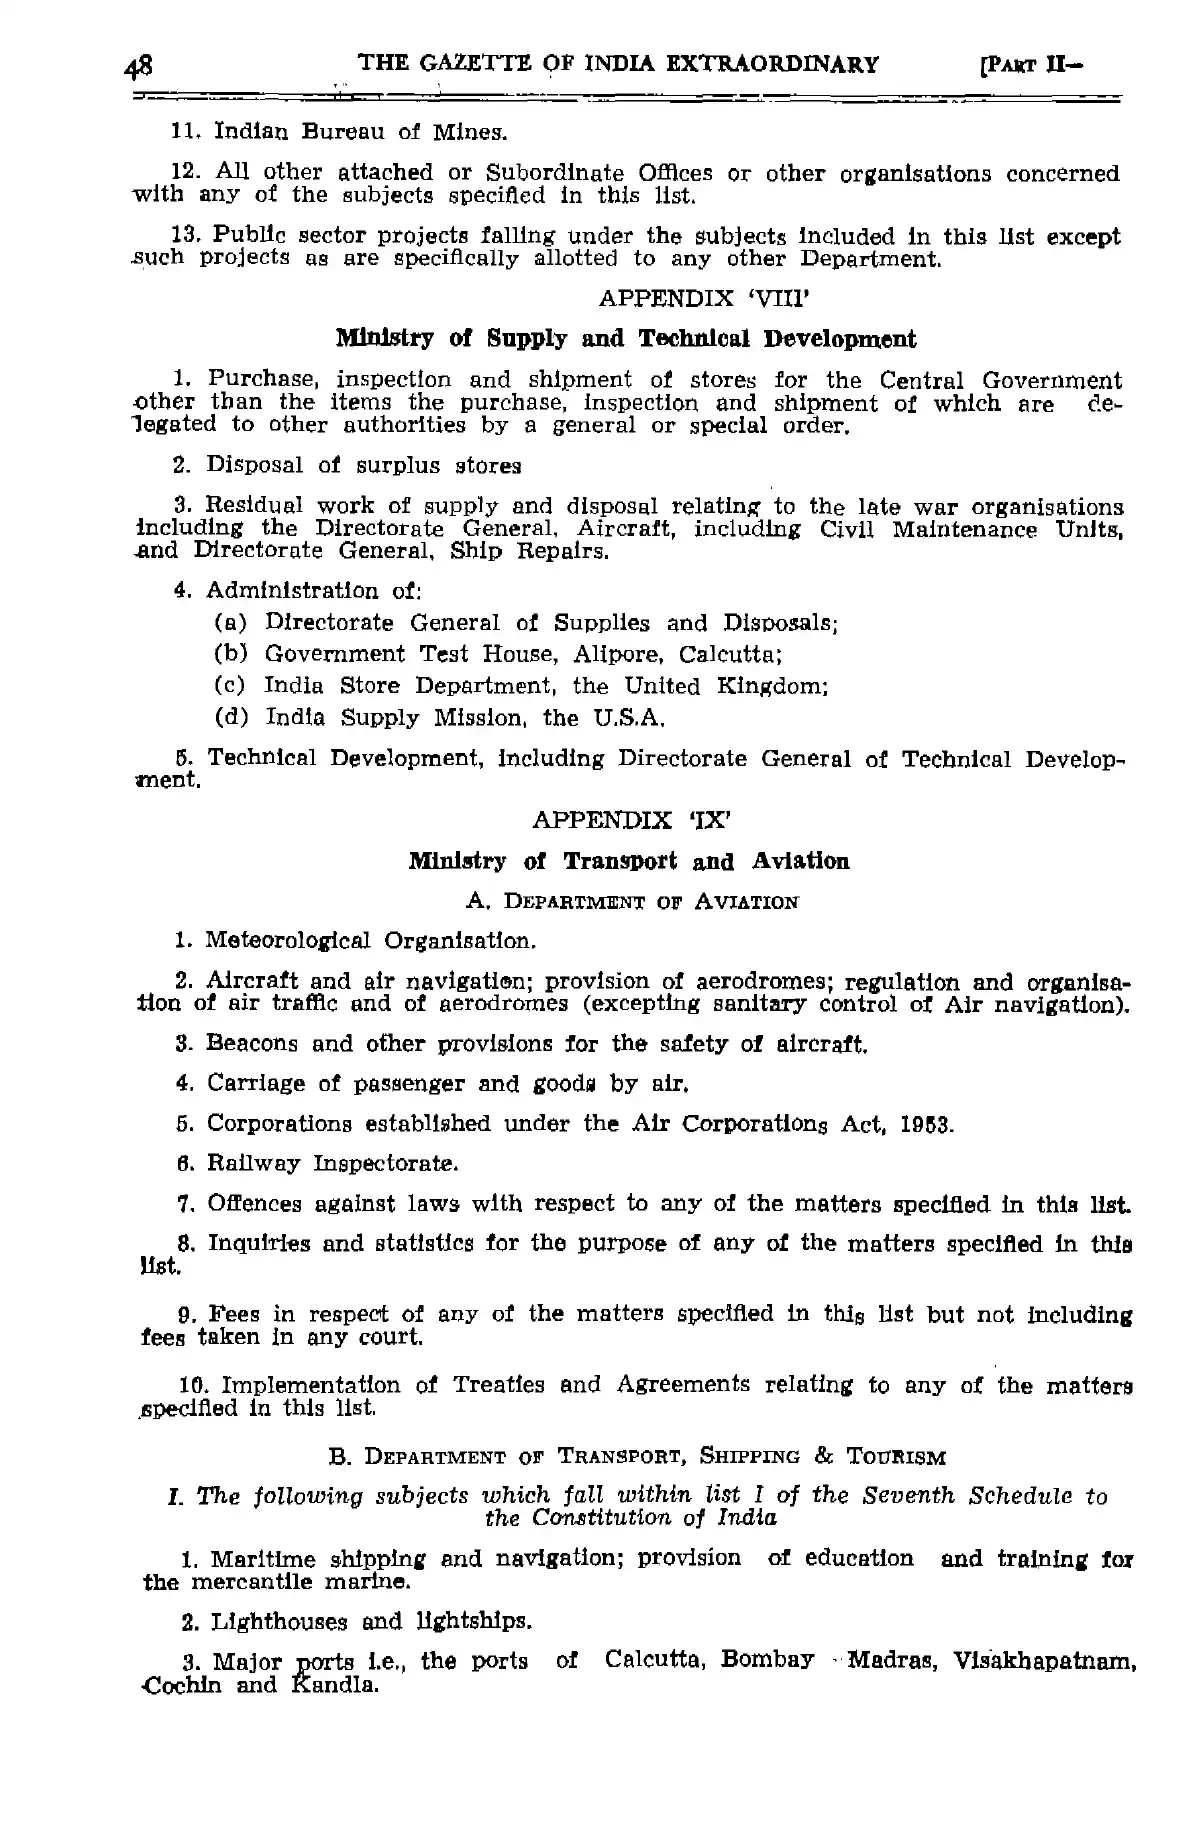 48 THE GAZETTE OF INDIA EXTRAORDINARY [PART II—
11. Indian Bureau of Mines.
12. All other attached or Subordinate Offices or other organisations concerned
with any of the subjects specified in this list.
13. Public sector projects falling under the subjects included in this list except
such projects as are specifically allotted to any other Department.
APPENDIX ‘VIII’
Ministry of Supply and Technical Development
1. Purchase, inspection and shipment of stores for the Central Government
other than the items the purchase, inspection and shipment of which are de-
legated to other authorities by a general or special order.
2. Disposal of surplus stores
3. Residual work of supply and disposal relating to the late war organisations
including the Directorate General, Aircraft, including Civil Maintenance Units,
and Directorate General, Ship Repairs.
4. Administration of:
(a) Directorate General of Supplies and Disposals;
(b) Government Test House, Alipore, Calcutta;
(c) India Store Department, the United Kingdom;
(d) India Supply Mission, the U.S.A.
5. Technical Development, including Directorate General of Technical Develop-
ment.
APPENDIX ‘IX’
Ministry of Transport and Aviation
A. DEPARTMENT OF AVIATION
1. Meteorological Organisation.
2. Aircraft and air navigation; provision of aerodromes; regulation and organisa-
tion of air traffic and of aerodromes (excepting sanitary control of Air navigation).
3. Beacons and other provisions for the safety of aircraft.
4. Carriage of passenger and goods by air.
5. Corporations established under the Air Corporations Act, 1953.
6. Railway Inspectorate.
7. Offences against laws with respect to any of the matters specified in this list.
8. Inquiries and statistics for the purpose of any of the matters specified in this
list.
9. Fees in respect of any of the matters specified in this list but not including
fees taken in any court.
10. Implementation of Treaties and Agreements relating to any of the matters
specified in this list.
B. DEPARTMENT OF TRANSPORT, SHIPPING & TOURISM
I. The following subjects which fall within list I of the Seventh Schedule to
the Constitution of India
1. Maritime shipping and navigation; provision of education and training for
the mercantile marine.
2. Lighthouses and lightships.
3. Major ports i.e., the ports of Calcutta, Bombay Madras, Visakhapatnam,
Cochin and Kandla.